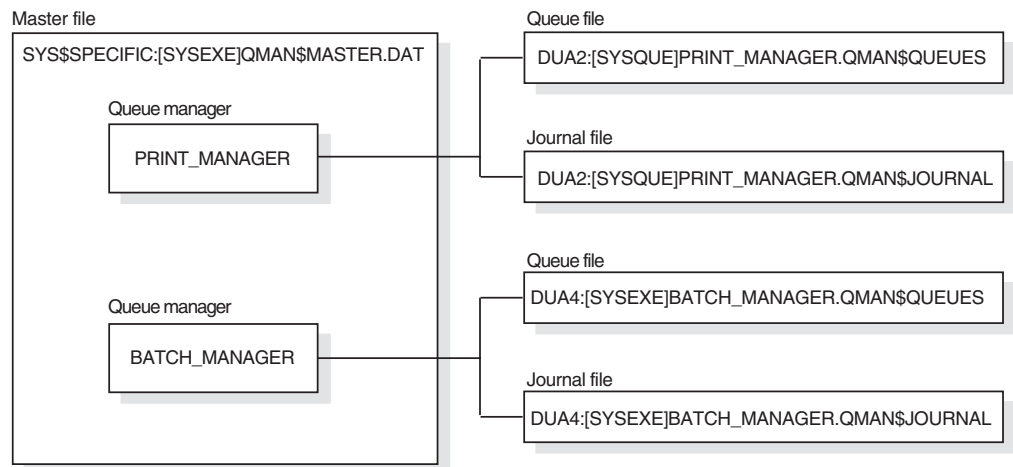 Master file
SYS$SPECIFIC:[SYSEXE]QMAN$MASTER.DAT
Queue manager
PRINT_MANAGER
Queue manager
BATCH_MANAGER
Queue file
DUA2:[SYSQUE]PRINT_MANAGER.QMAN$QUEUES
Journal file
DUA2:[SYSQUE]PRINT_MANAGER.QMAN$JOURNAL
Queue file
DUA4:[SYSEXE]BATCH_MANAGER.QMAN$QUEUES
Journal file
DUA4:[SYSEXE]BATCH_MANAGER.QMAN$JOURNAL